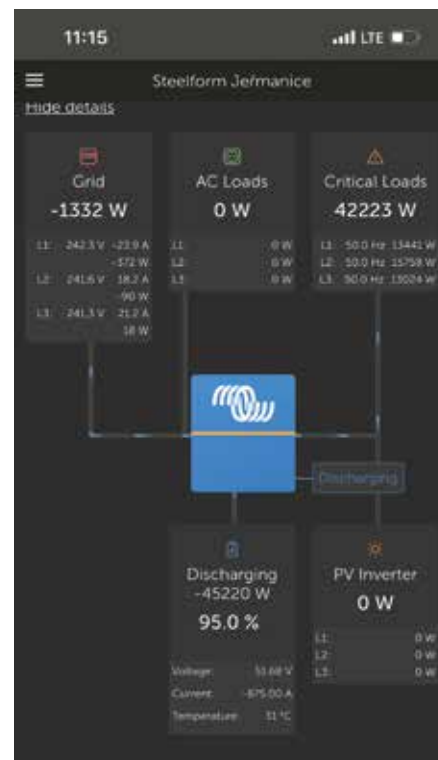 11:15
LTE
Steelform Jeřmanice
Hide details
Grid
-1332 W
L1: 242.3 V -23.9 A
-372 W
L2: 241.6 V 18.2 A
-90 W
L3: 241.3 V 21.2 A
18 W
AC Loads
0 W
L1: 0 W
L2: 0 W
L3: 0 W
Critical Loads
42223 W
L1: 50.0 Hz 13441 W
L2: 50.0 Hz 15758 W
L3: 50.0 Hz 13024 W
Discharging
Discharging
-45220 W
95.0 %
Voltage: 51.68 V
Current: -875.00 A
Temperature: 31 °C
PV Inverter
0 W
L1: 0 W
L2: 0 W
L3: 0 W